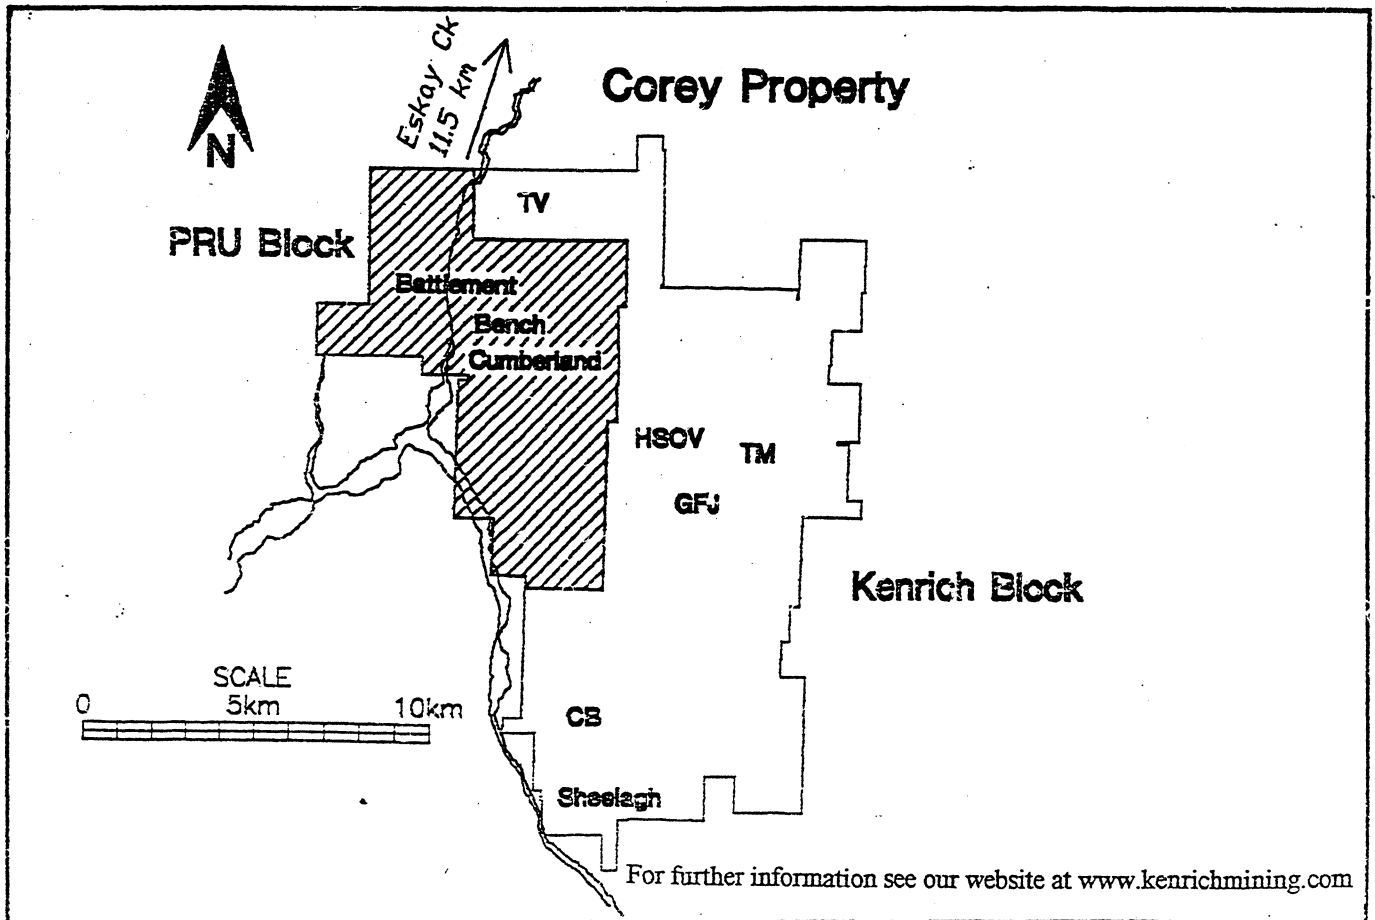 Eskay Ck
11.5 km
Corey Property
N
TV
PRU Block
Battlement
Bench
Cumberland
HSOV
TM
GFJ
Kenrich Block
SCALE
0 5km 10km
CB
Sheelagh
For further information see our website at www.kenrichmining.com